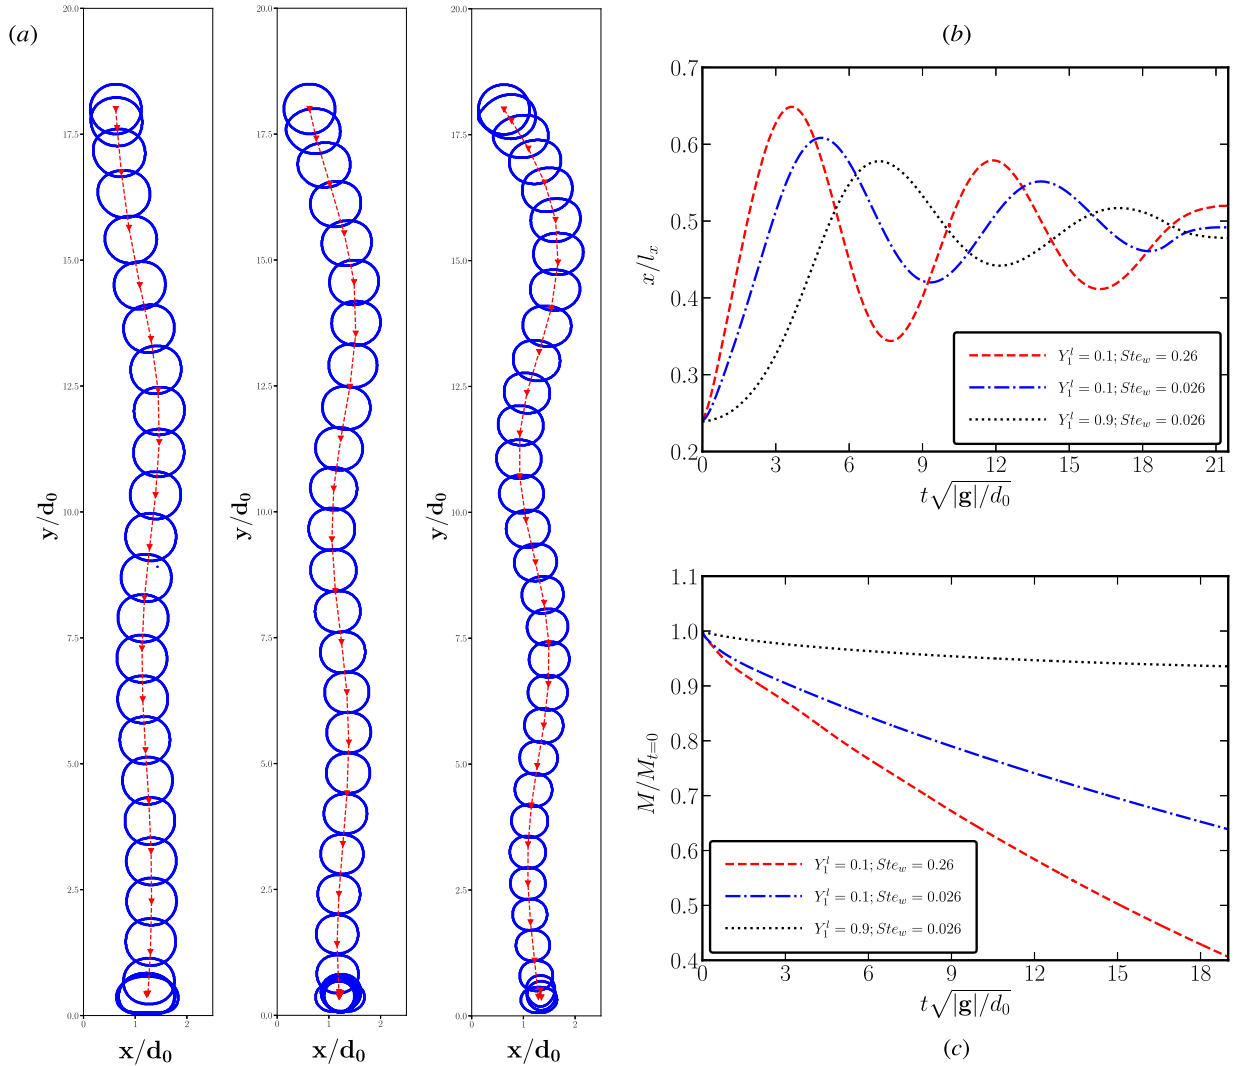 (a)
20.0
17.5
15.0
12.5
10.0
7.5
5.0
2.5
0.0
0 1 2
y/d₀
x/d₀
20.0
17.5
15.0
12.5
10.0
7.5
5.0
2.5
0.0
0 1 2
y/d₀
x/d₀
20.0
17.5
15.0
12.5
10.0
7.5
5.0
2.5
0.0
0 1 2
y/d₀
x/d₀
(b)
0.7
0.6
0.5
0.4
0.3
0.2
x/lₓ
Y₁ˡ = 0.1; Ste_w = 0.26
Y₁ˡ = 0.1; Ste_w = 0.026
Y₁ˡ = 0.9; Ste_w = 0.026
0 3 6 9 12 15 18 21
t√|g|/d₀
1.1
1.0
0.9
0.8
0.7
0.6
0.5
0.4
M/M_{t=0}
Y₁ˡ = 0.1; Ste_w = 0.26
Y₁ˡ = 0.1; Ste_w = 0.026
Y₁ˡ = 0.9; Ste_w = 0.026
0 3 6 9 12 15 18
t√|g|/d₀
(c)